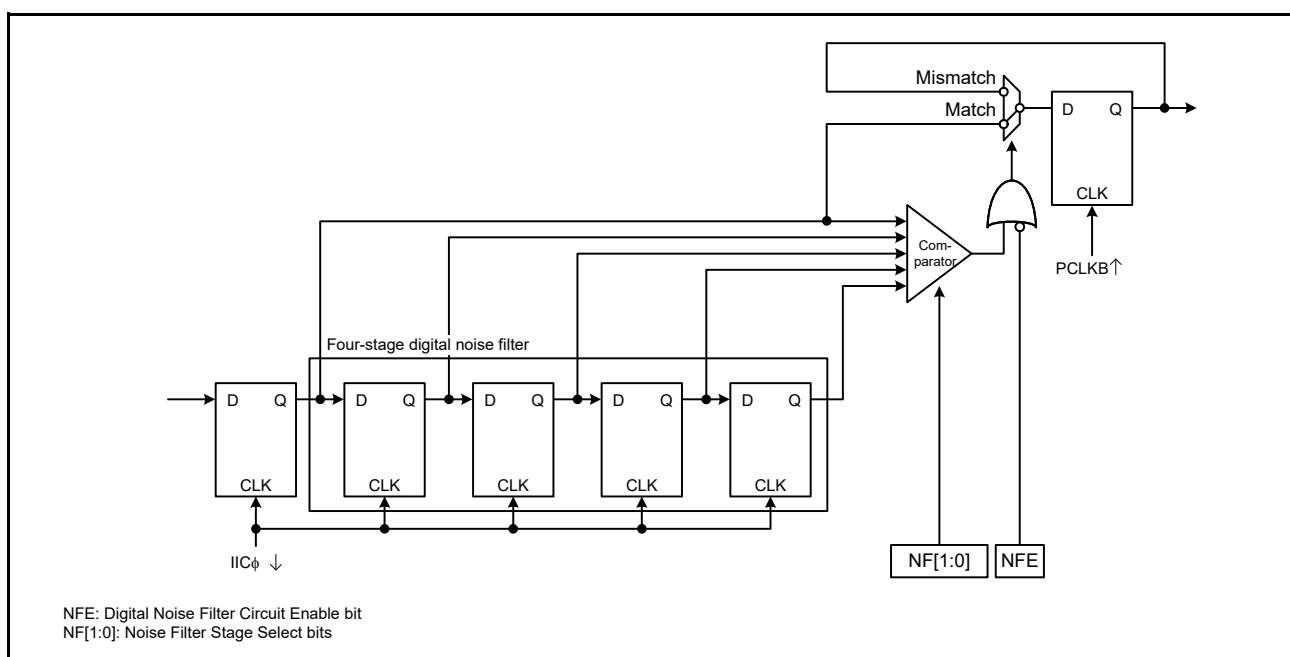 Mismatch
Match
D Q
CLK
PCLKB↑
Com-
parator
Four-stage digital noise filter
D Q D Q D Q D Q D Q
CLK CLK CLK CLK CLK
IICϕ ↓
NF[1:0] NFE
NFE: Digital Noise Filter Circuit Enable bit
NF[1:0]: Noise Filter Stage Select bits